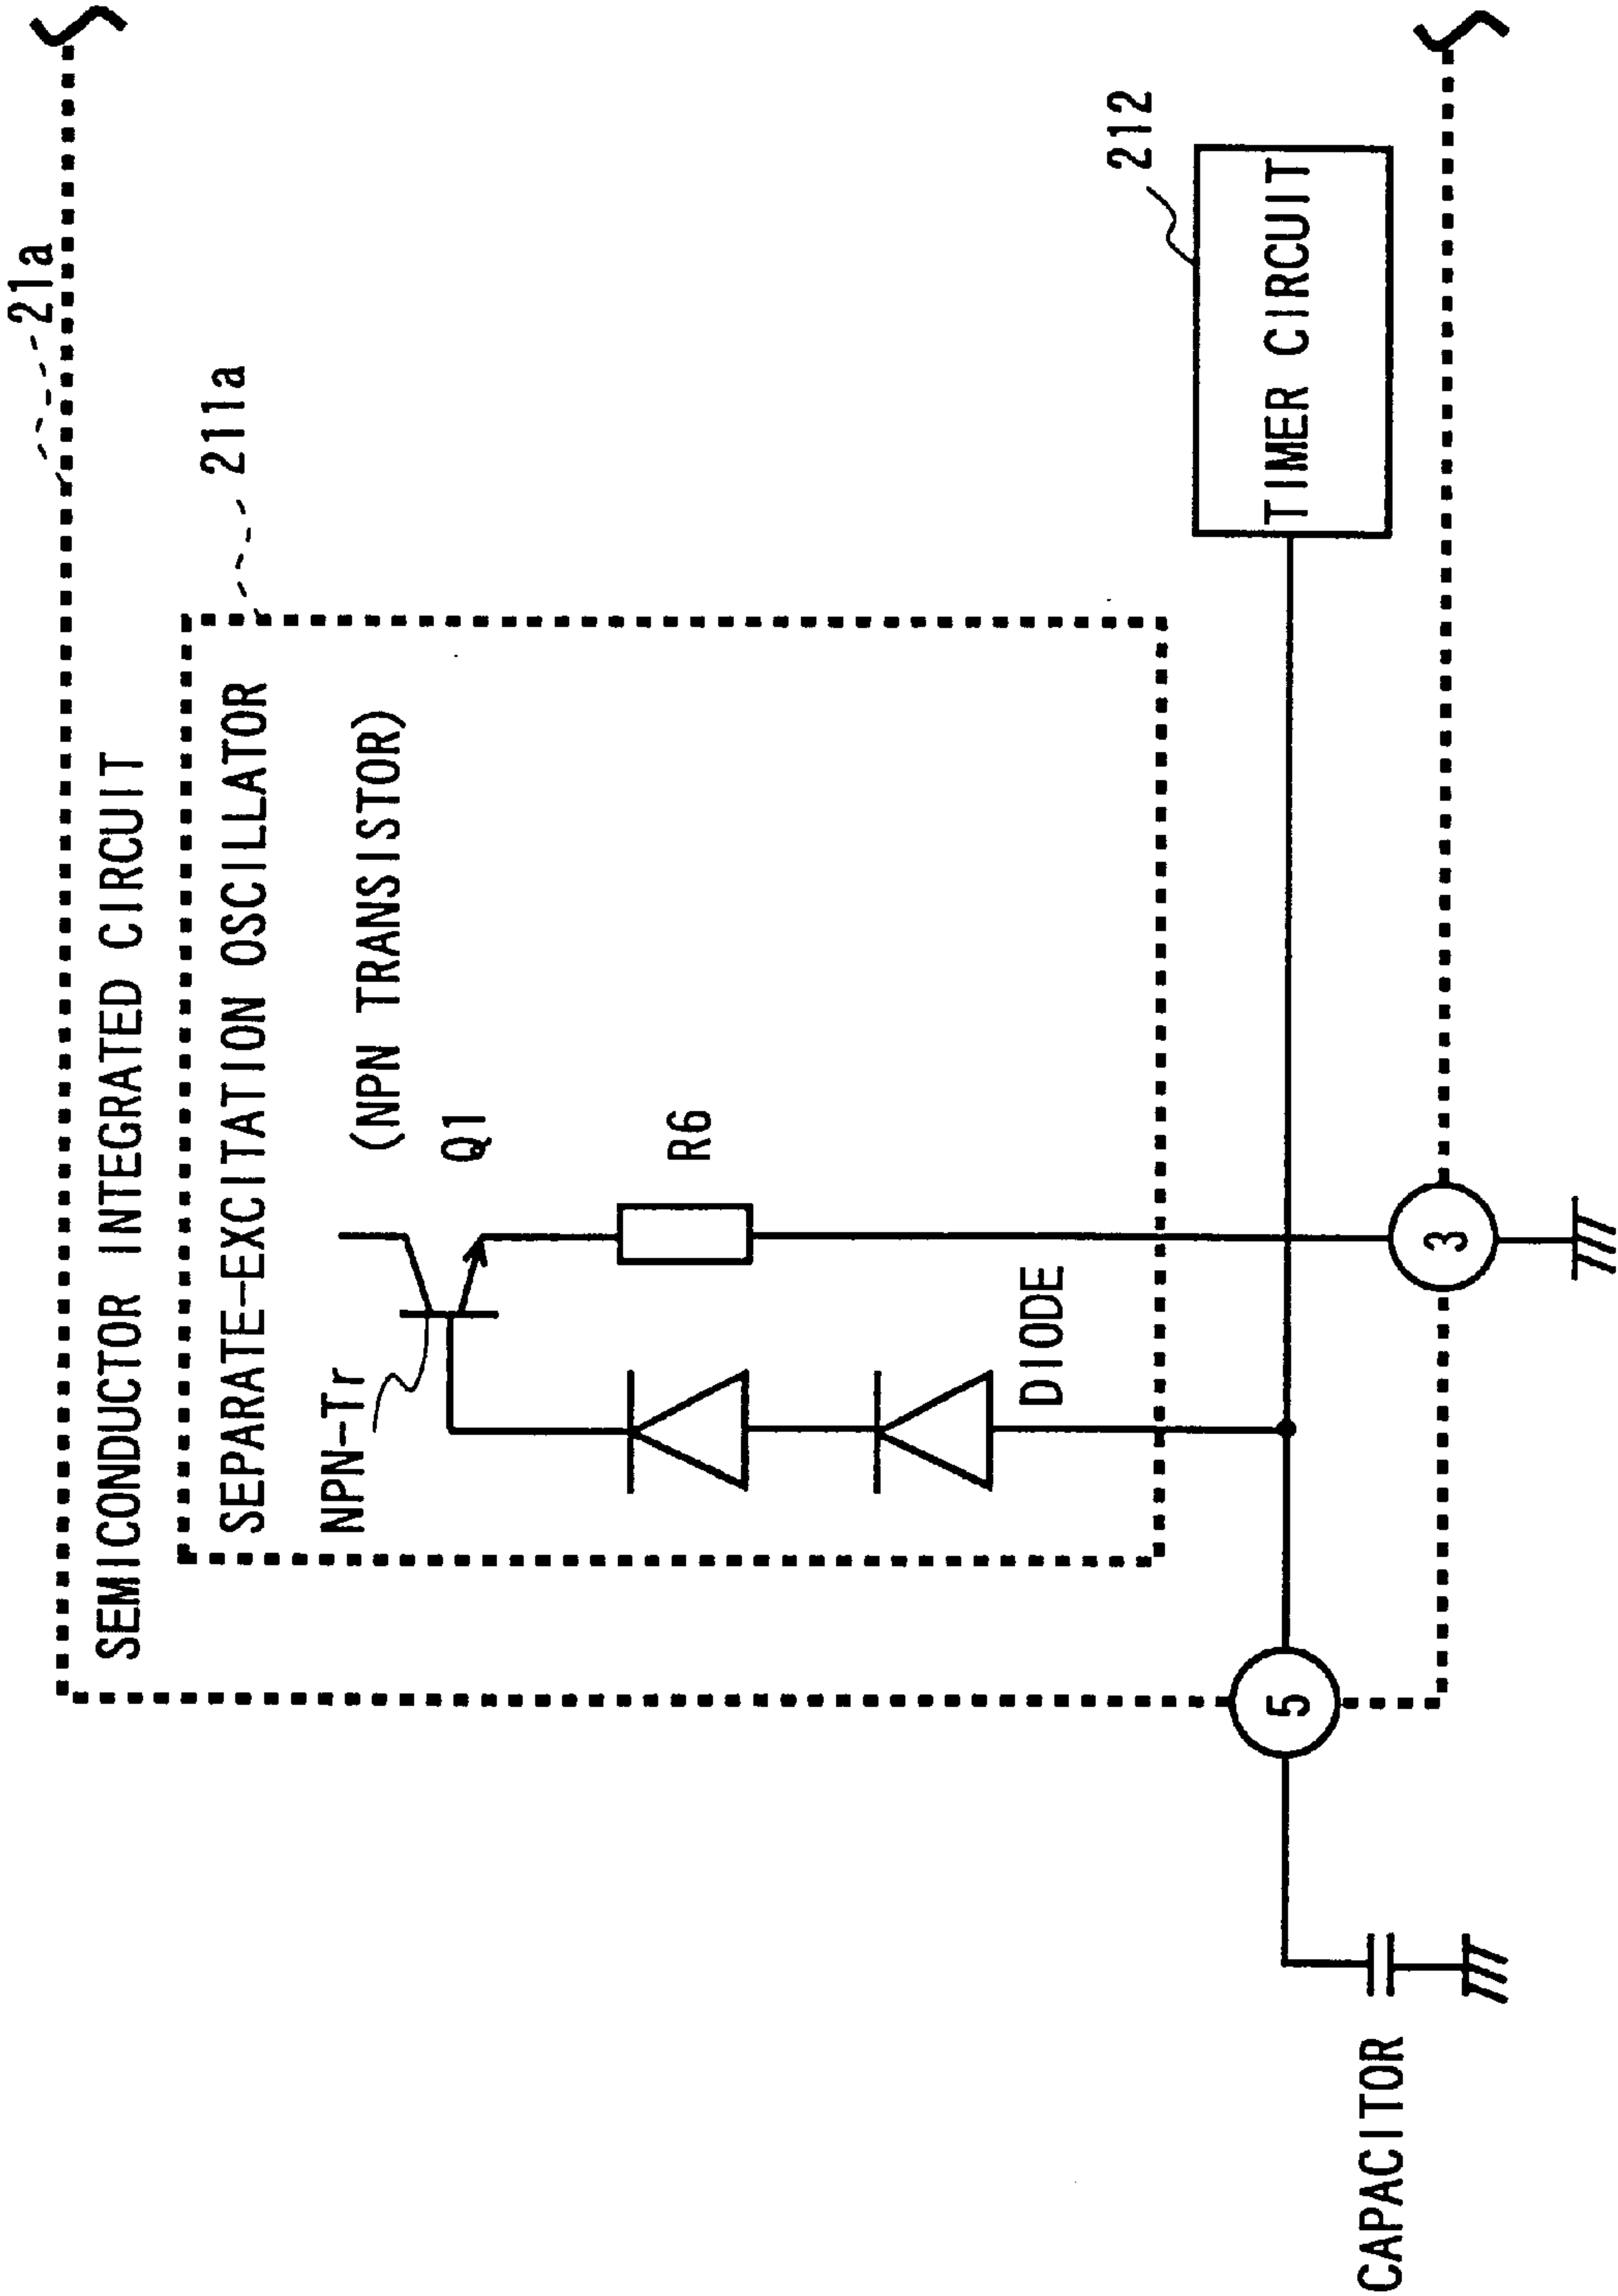 21a
SEMICONDUCTOR INTEGRATED CIRCUIT
211a
SEPARATE-EXCITATION OSCILLATOR
NPN-Tr
(NPN TRANSISTOR)
Q1
R6
DIODE
212
TIMER CIRCUIT
5
3
CAPACITOR